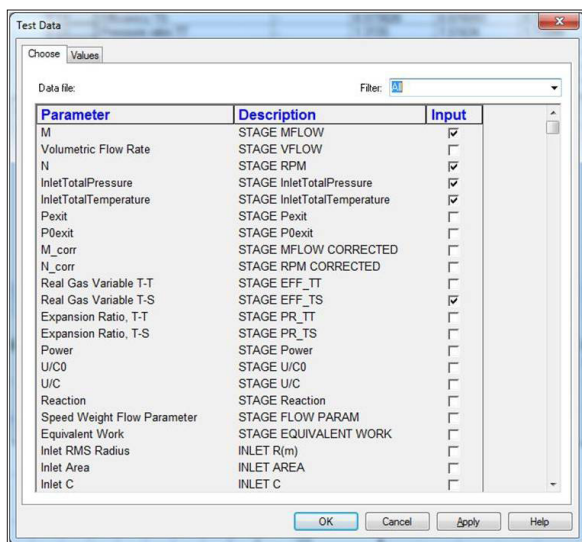 Test Data
Choose Values
Data file: Filter: All
Parameter Description Input
M STAGE MFLOW
Volumetric Flow Rate STAGE VFLOW
N STAGE RPM
InletTotalPressure STAGE InletTotalPressure
InletTotalTemperature STAGE InletTotalTemperature
Pexit STAGE Pexit
P0exit STAGE P0exit
M_corr STAGE MFLOW CORRECTED
N_corr STAGE RPM CORRECTED
Real Gas Variable T-T STAGE EFF_TT
Real Gas Variable T-S STAGE EFF_TS
Expansion Ratio, T-T STAGE PR_TT
Expansion Ratio, T-S STAGE PR_TS
Power STAGE Power
U/C0 STAGE U/C0
U/C STAGE U/C
Reaction STAGE Reaction
Speed Weight Flow Parameter STAGE FLOW PARAM
Equivalent Work STAGE EQUIVALENT WORK
Inlet RMS Radius INLET R(m)
Inlet Area INLET AREA
Inlet C INLET C
OK Cancel Apply Help